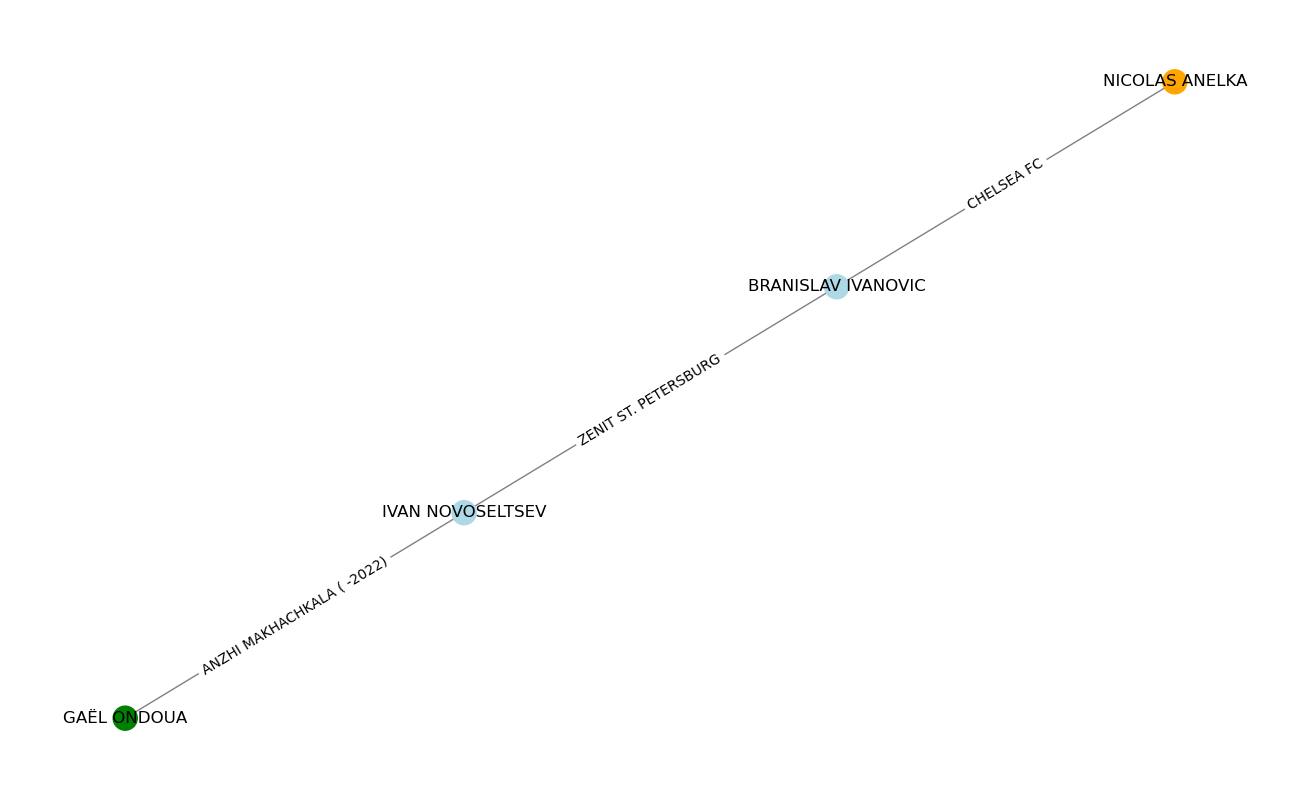 NICOLAS ANELKA
CHELSEA FC
BRANISLAV IVANOVIC
ZENIT ST. PETERSBURG
IVAN NOVOSELTSEV
ANZHI MAKHACHKALA ( -2022)
GAËL ONDOUA